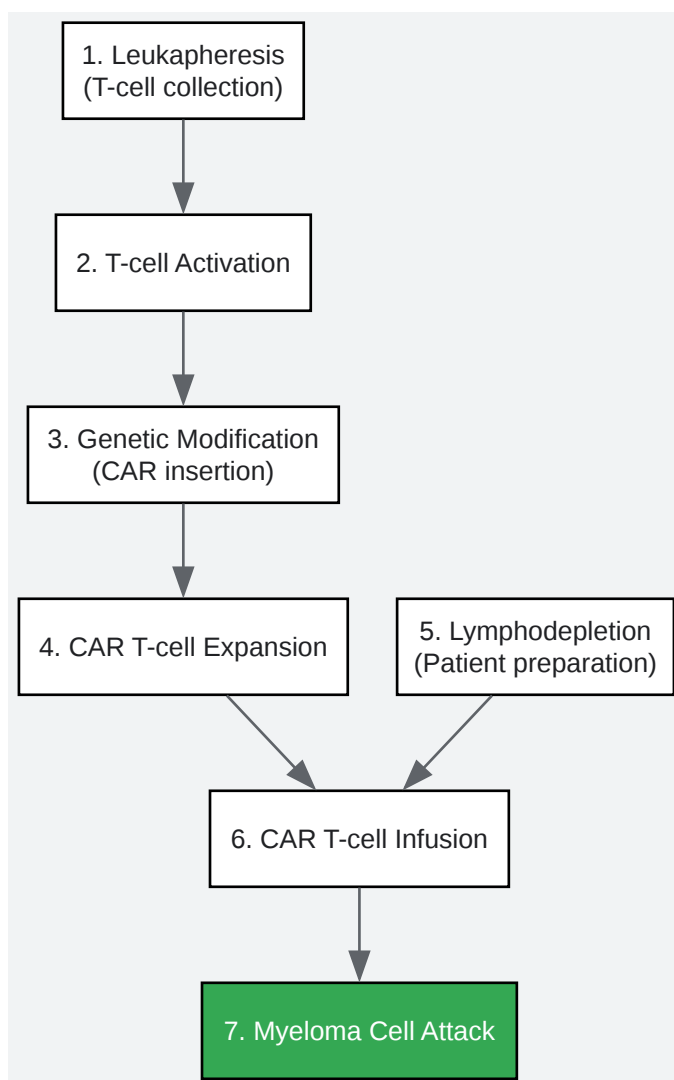 1. Leukapheresis
(T-cell collection)
2. T-cell Activation
3. Genetic Modification
(CAR insertion)
4. CAR T-cell Expansion
5. Lymphodepletion
(Patient preparation)
6. CAR T-cell Infusion
7. Myeloma Cell Attack